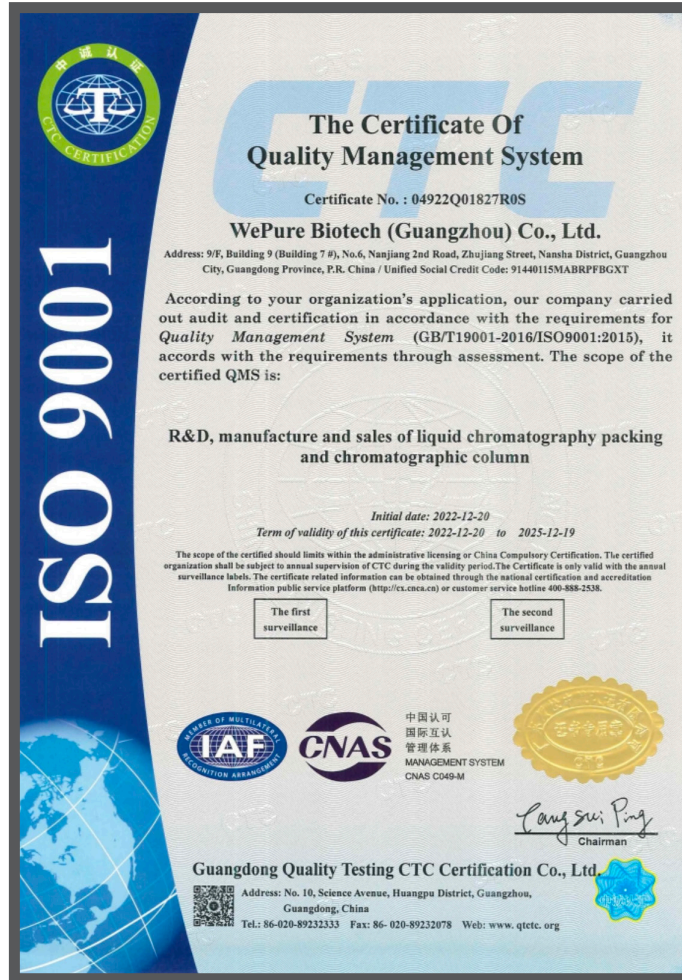 中诚认证
CTC CERTIFICATION
CTC
The Certificate Of
Quality Management System
Certificate No. : 04922Q01827R0S
WePure Biotech (Guangzhou) Co., Ltd.
Address: 9/F, Building 9 (Building 7 #), No.6, Nanjiang 2nd Road, Zhujiang Street, Nansha District, Guangzhou
City, Guangdong Province, P.R. China / Unified Social Credit Code: 91440115MABRPFBGXT
According to your organization's application, our company carried
out audit and certification in accordance with the requirements for
Quality Management System (GB/T19001-2016/ISO9001:2015), it
accords with the requirements through assessment. The scope of the
certified QMS is:
R&D, manufacture and sales of liquid chromatography packing
and chromatographic column
Initial date: 2022-12-20
Term of validity of this certificate: 2022-12-20 to 2025-12-19
The scope of the certified should limits within the administrative licensing or China Compulsory Certification. The certified
organization shall be subject to annual supervision of CTC during the validity period.The Certificate is only valid with the annual
surveillance labels. The certificate related information can be obtained through the national certification and accreditation
Information public service platform (http://cx.cnca.cn) or customer service hotline 400-888-2538.
The first
surveillance
The second
surveillance
ISO 9001
MEMBER OF MULTILATERAL
IAF
RECOGNITION ARRANGEMENT
CNAS
中国认可
国际互认
管理体系
MANAGEMENT SYSTEM
CNAS C049-M
Chairman
Guangdong Quality Testing CTC Certification Co., Ltd.
Address: No. 10, Science Avenue, Huangpu District, Guangzhou,
Guangdong, China
Tel.: 86-020-89232333 Fax: 86- 020-89232078 Web: www. qtctc. org